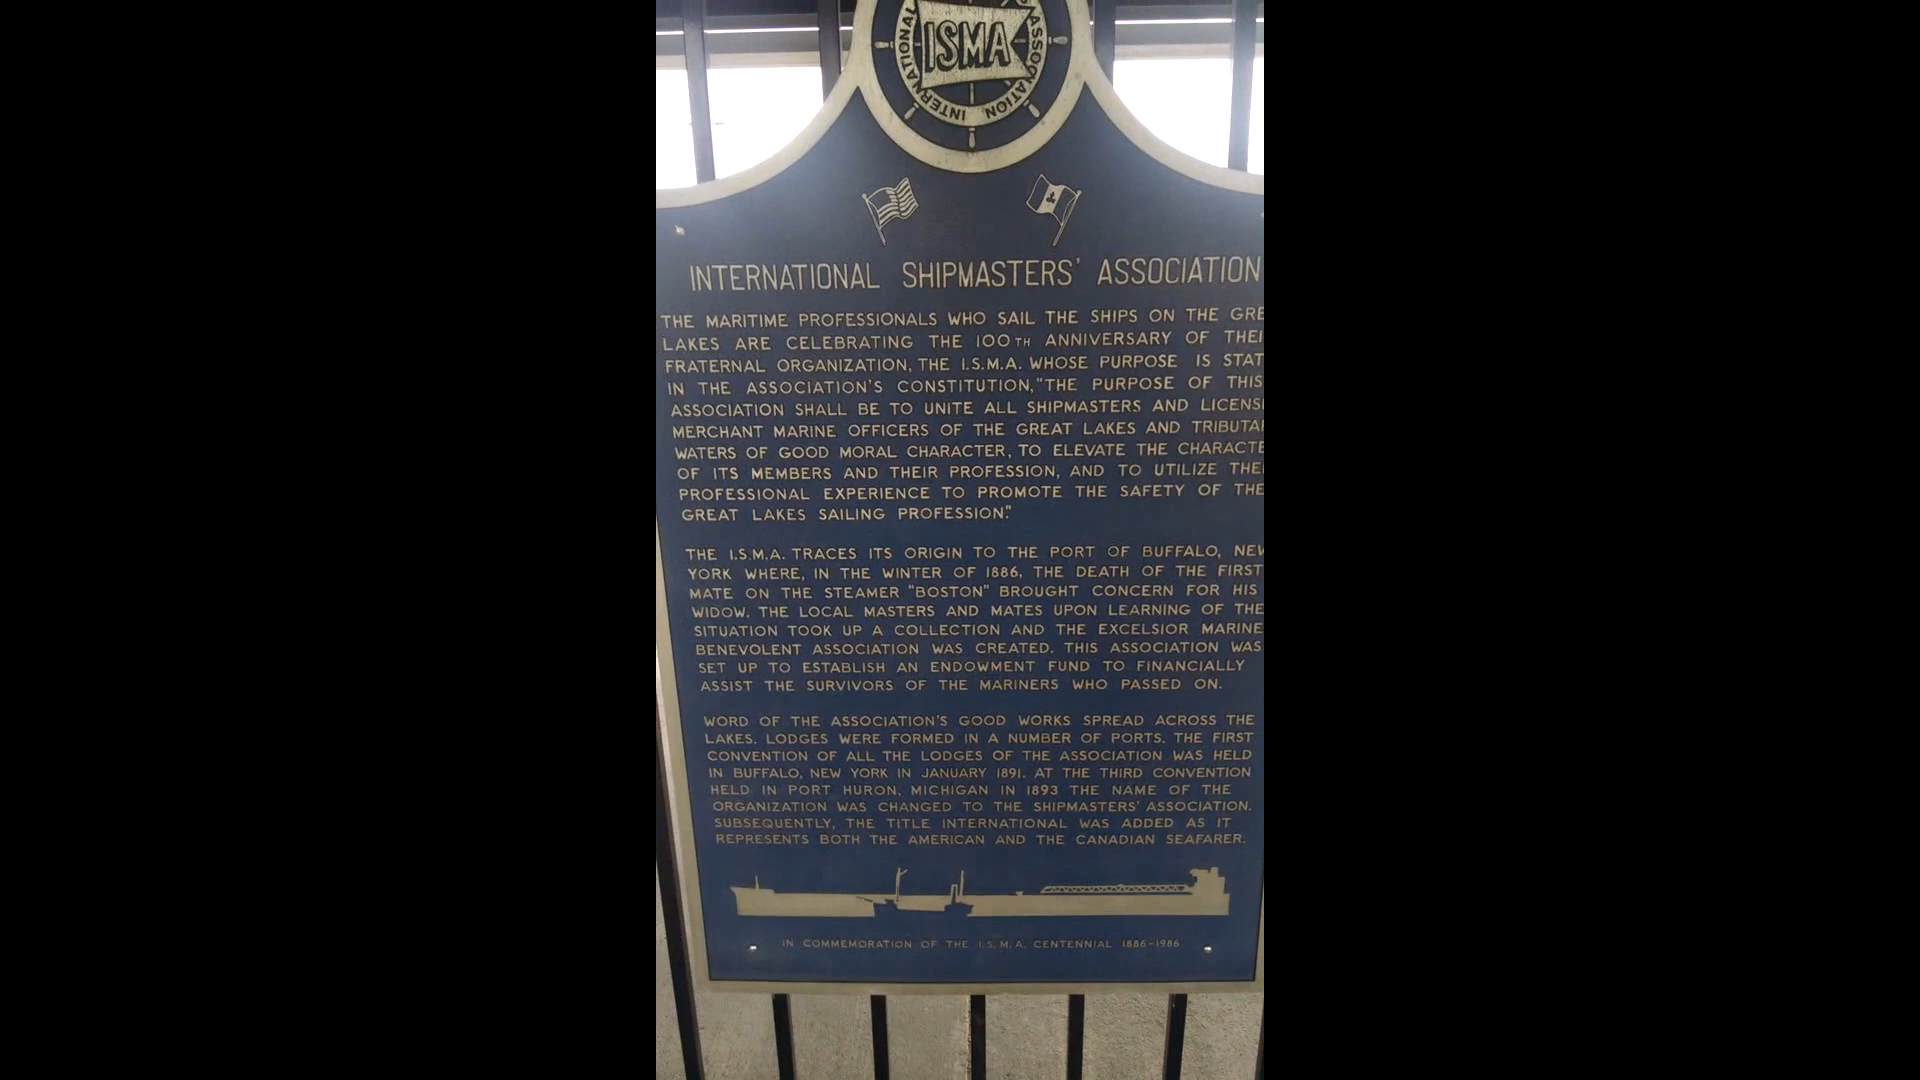 ISMA
INTERNATIONAL ASSOCIATION
INTERNATIONAL SHIPMASTERS' ASSOCIATION
THE MARITIME PROFESSIONALS WHO SAIL THE SHIPS ON THE GRE
LAKES ARE CELEBRATING THE 100TH ANNIVERSARY OF THEI
FRATERNAL ORGANIZATION, THE I.S.M.A. WHOSE PURPOSE IS STAT
IN THE ASSOCIATION'S CONSTITUTION, "THE PURPOSE OF THIS
ASSOCIATION SHALL BE TO UNITE ALL SHIPMASTERS AND LICENS
MERCHANT MARINE OFFICERS OF THE GREAT LAKES AND TRIBUTA
WATERS OF GOOD MORAL CHARACTER, TO ELEVATE THE CHARACTE
OF ITS MEMBERS AND THEIR PROFESSION, AND TO UTILIZE THE
PROFESSIONAL EXPERIENCE TO PROMOTE THE SAFETY OF THE
GREAT LAKES SAILING PROFESSION."
THE I.S.M.A. TRACES ITS ORIGIN TO THE PORT OF BUFFALO, NEW
YORK WHERE, IN THE WINTER OF 1886, THE DEATH OF THE FIRST
MATE ON THE STEAMER "BOSTON" BROUGHT CONCERN FOR HIS
WIDOW. THE LOCAL MASTERS AND MATES UPON LEARNING OF THE
SITUATION TOOK UP A COLLECTION AND THE EXCELSIOR MARINE
BENEVOLENT ASSOCIATION WAS CREATED. THIS ASSOCIATION WAS
SET UP TO ESTABLISH AN ENDOWMENT FUND TO FINANCIALLY
ASSIST THE SURVIVORS OF THE MARINERS WHO PASSED ON.
WORD OF THE ASSOCIATION'S GOOD WORKS SPREAD ACROSS THE
LAKES. LODGES WERE FORMED IN A NUMBER OF PORTS. THE FIRST
CONVENTION OF ALL THE LODGES OF THE ASSOCIATION WAS HELD
IN BUFFALO, NEW YORK IN JANUARY 1891. AT THE THIRD CONVENTION
HELD IN PORT HURON, MICHIGAN IN 1893 THE NAME OF THE
ORGANIZATION WAS CHANGED TO THE SHIPMASTERS' ASSOCIATION.
SUBSEQUENTLY, THE TITLE INTERNATIONAL WAS ADDED AS IT
REPRESENTS BOTH THE AMERICAN AND THE CANADIAN SEAFARER.
IN COMMEMORATION OF THE I.S.M.A. CENTENNIAL 1886-1986